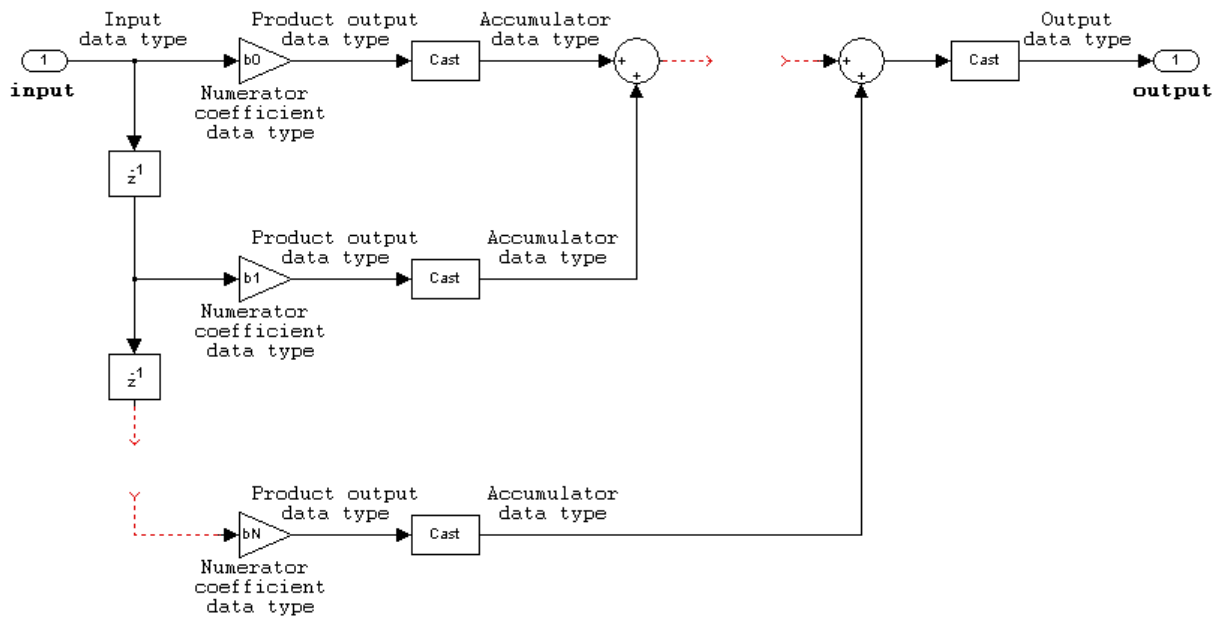 Input
data type
Product output
data type
Accumulator
data type
Output
data type
1
b0
Cast
+
+
+
+
Cast
1
input
output
Numerator
coefficient
data type
z-1
Product output
data type
Accumulator
data type
b1
Cast
Numerator
coefficient
data type
z-1
Product output
data type
Accumulator
data type
bN
Cast
Numerator
coefficient
data type